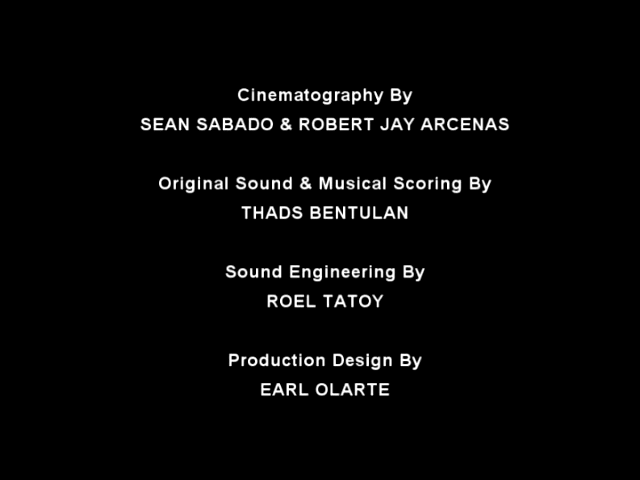 Cinematography By
SEAN SABADO & ROBERT JAY ARCENAS
Original Sound & Musical Scoring By
THADS BENTULAN
Sound Engineering By
ROEL TATOY
Production Design By
EARL OLARTE